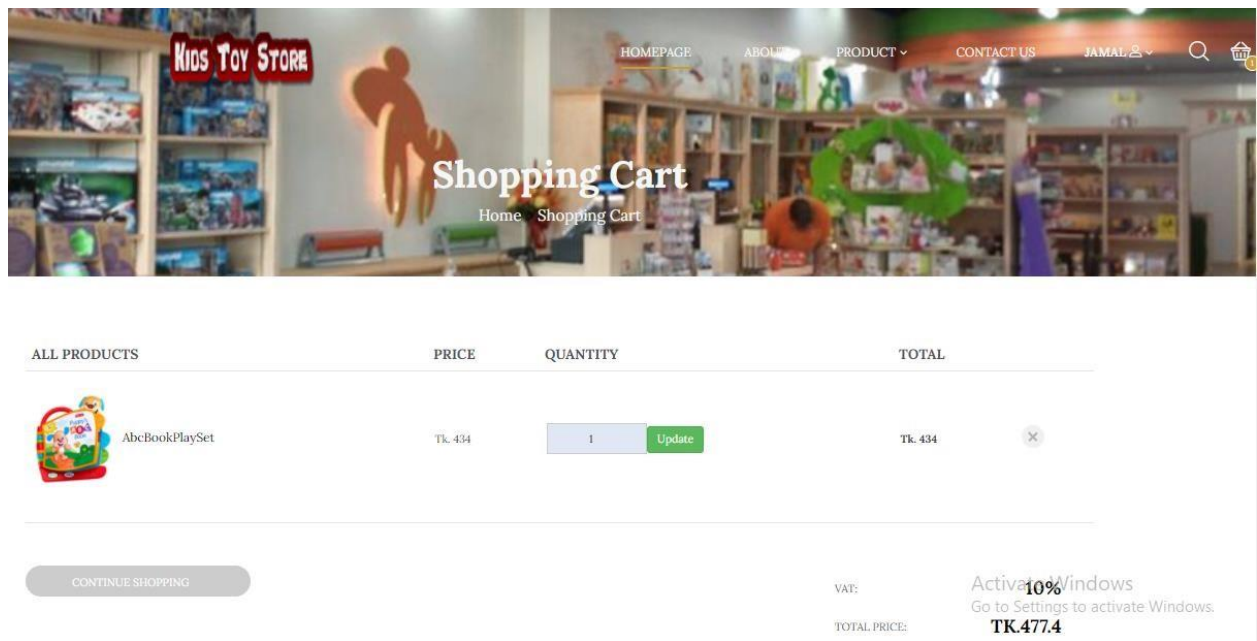 KIDS TOY STORE
HOMEPAGE ABOUT PRODUCT CONTACT US JAMAL 1
PLA
Shopping Cart
Home Shopping Cart
ALL PRODUCTS PRICE QUANTITY TOTAL
AbcBookPlaySet Tk. 434 1 Update Tk. 434
CONTINUE SHOPPING
VAT: 10%
Activate Windows
Go to Settings to activate Windows.
TOTAL PRICE: TK.477.4